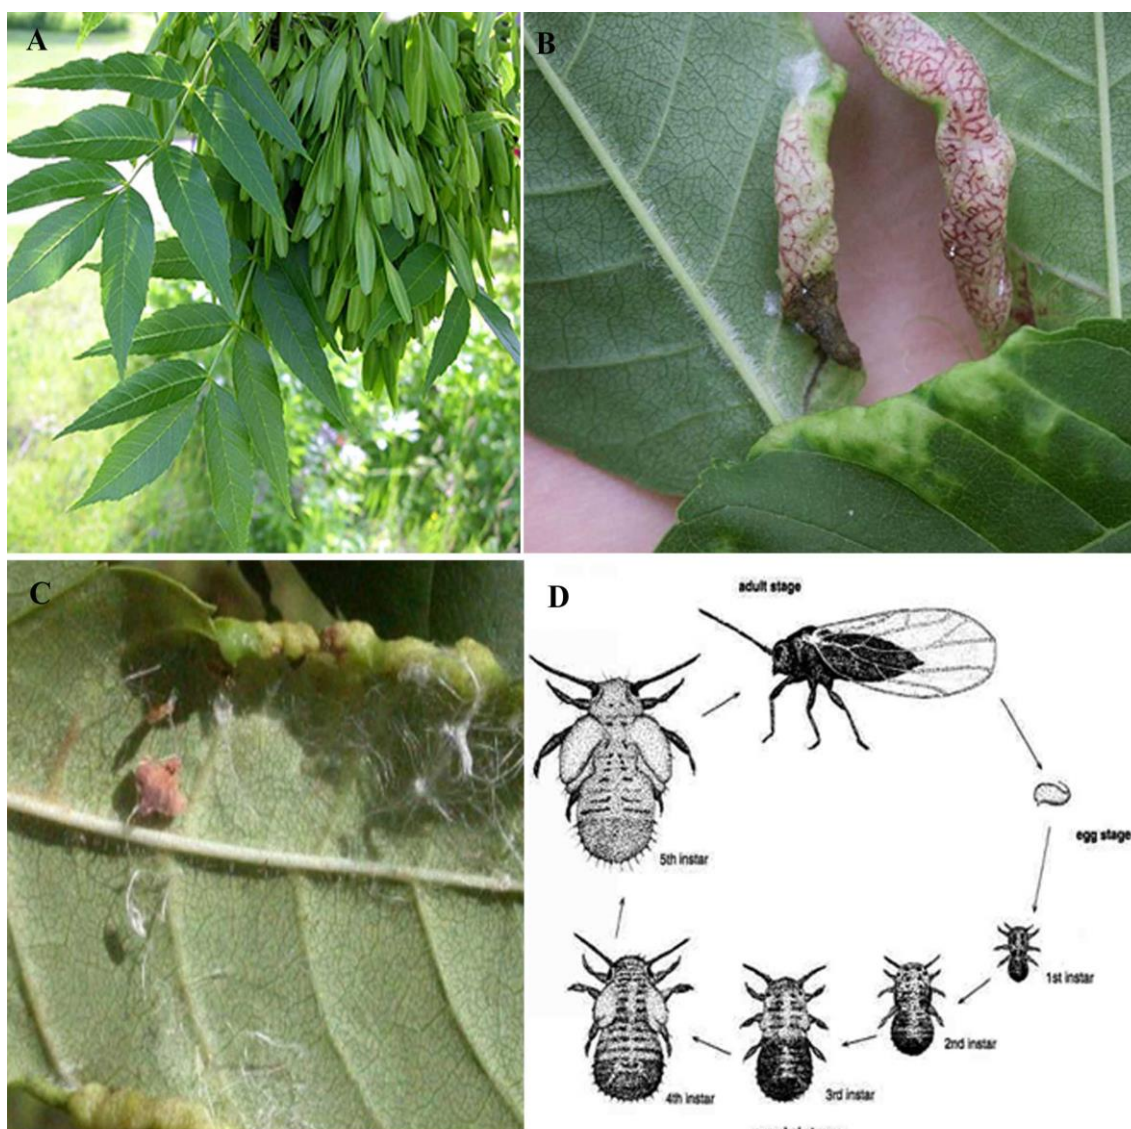 A
B
C
D
adult stage
egg stage
1st instar
2nd instar
3rd instar
4th instar
5th instar